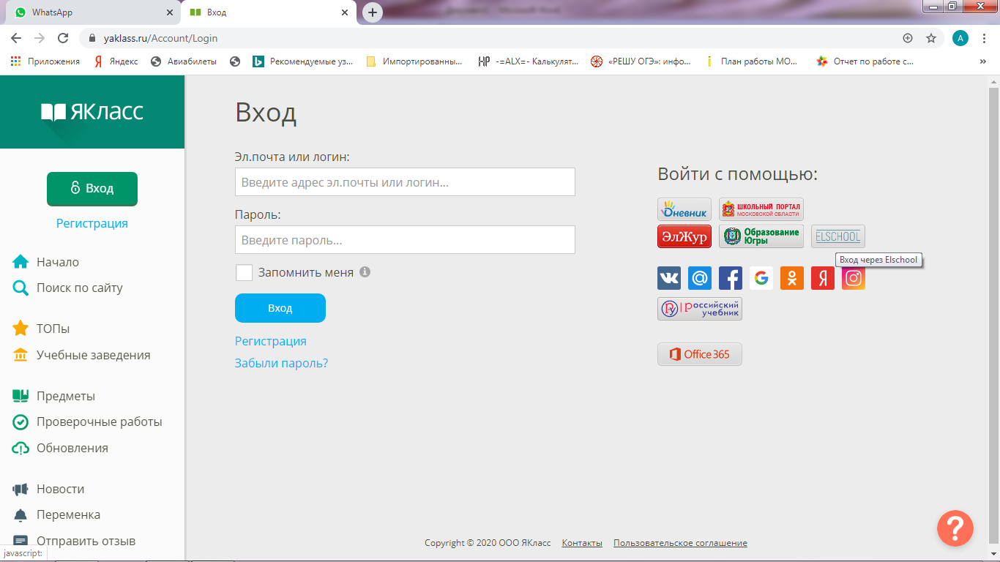 WhatsApp
Вход
yaklass.ru/Account/Login
A
Приложения
Яндекс
Авиабилеты
Рекомендуемые уз...
Импортированны...
-=ALX=- Калькулят...
«РЕШУ ОГЭ»: инфо...
План работы МО...
Отчет по работе с...
»
ЯКласс
Вход
Регистрация
Начало
Поиск по сайту
ТОПы
Учебные заведения
Предметы
Проверочные работы
Обновления
Новости
Переменка
Отправить отзыв
javascript:
Вход
Эл.почта или логин:
Введите адрес эл.почты или логин...
Пароль:
Введите пароль...
Запомнить меня
Вход
Регистрация
Забыли пароль?
Войти с помощью:
Дневник
ШКОЛЬНЫЙ ПОРТАЛ
МОСКОВСКОЙ ОБЛАСТИ
ЭлЖур
Образование
Югры
ELSCHOOL
Вход через Elschool
Российский
учебник
Office 365
Copyright © 2020 ООО ЯКласс Контакты Пользовательское соглашение
?